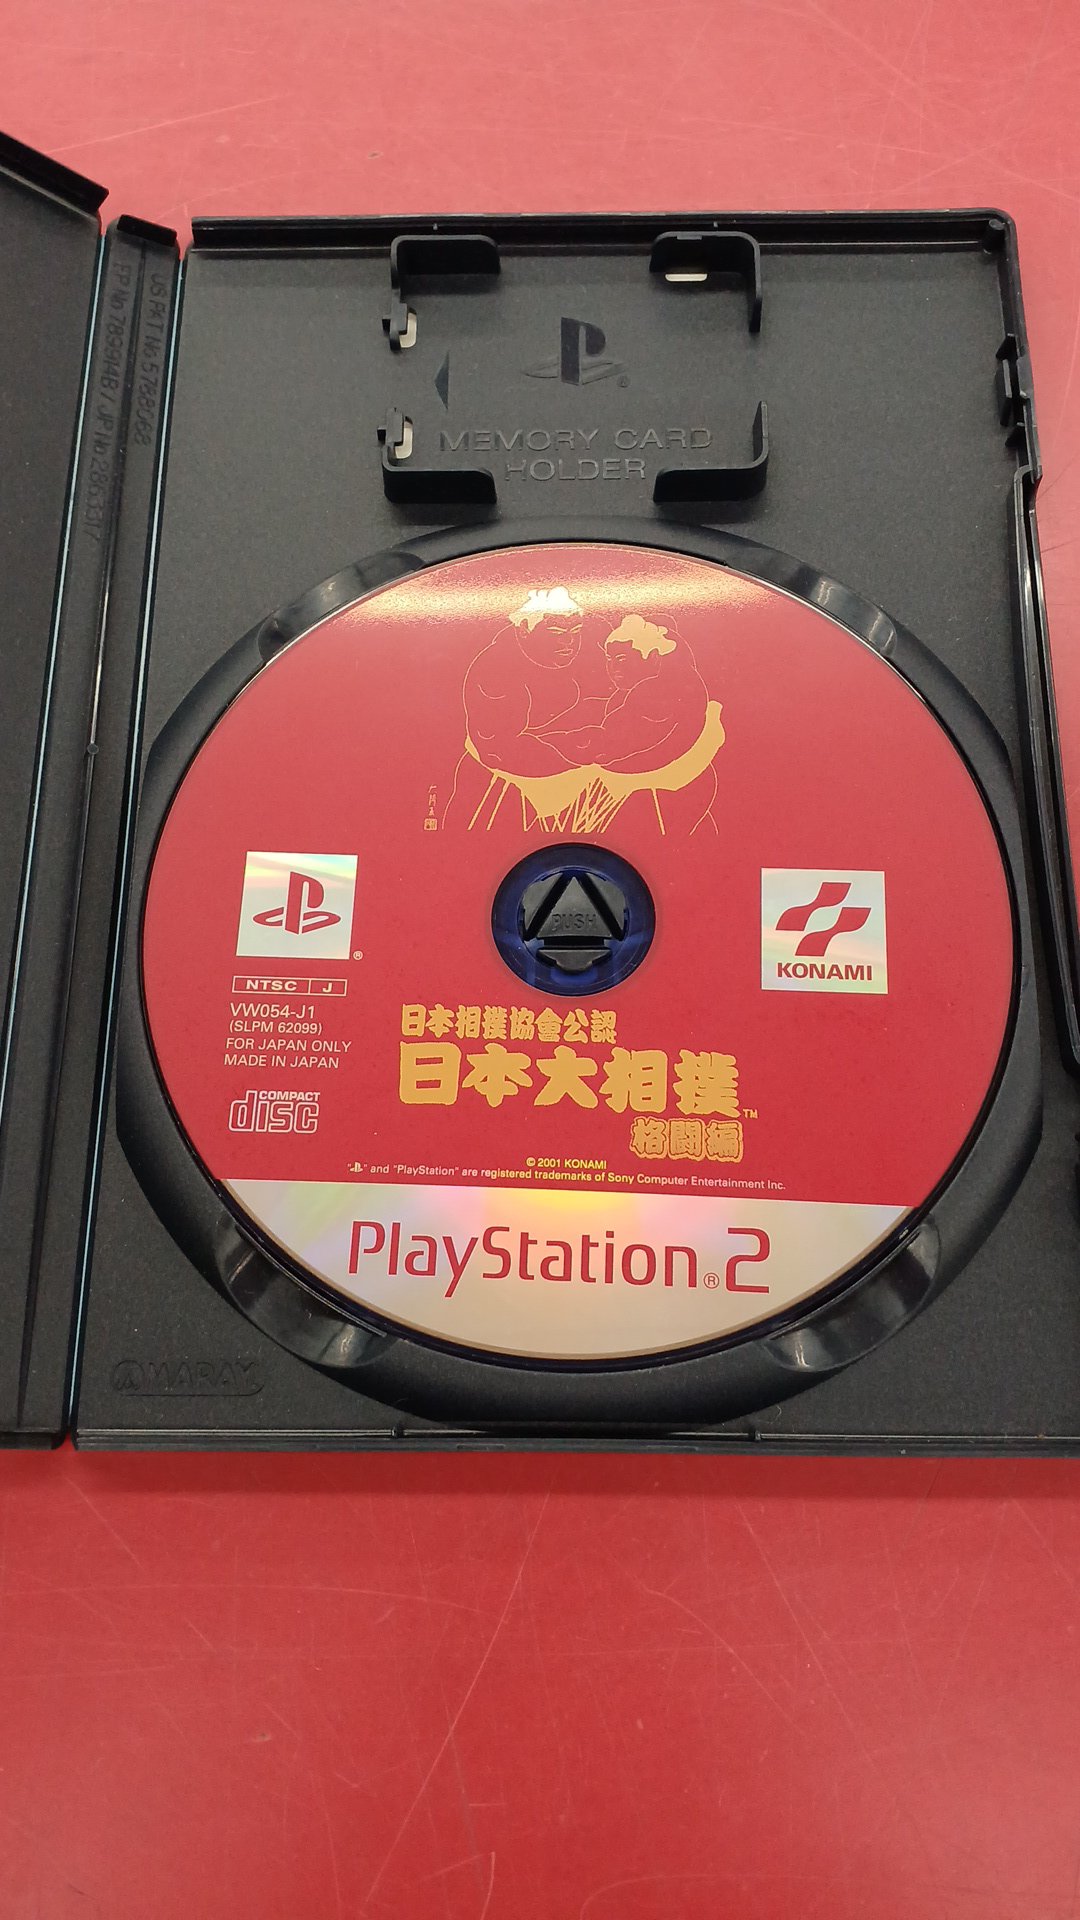 US PAT No 5788068
EP No 789914B1 / JP No 2863317
MEMORY CARD
HOLDER
PUSH
KONAMI
NTSC J
VW054-J1
(SLPM 62099)
FOR JAPAN ONLY
MADE IN JAPAN
COMPACT
disc
日本相撲協會公認
日本大相撲™
格闘編
© 2001 KONAMI
" " and "PlayStation" are registered trademarks of Sony Computer Entertainment Inc.
PlayStation®2
AMARAY